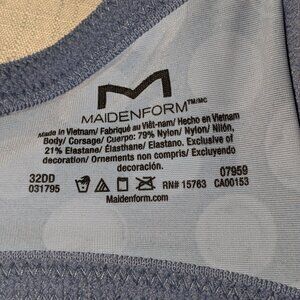 M
MAIDENFORM™/MC
Made in Vietnam/ Fabriqué au Viêt-nam/ Hecho en Vietnam
Body/ Corsage/ Cuerpo: 79% Nylon/ Nylon/ Nilón,
21% Elastane/ Élasthane/ Elastano. Exclusive of
decoration/ Ornements non compris/ Excluyendo
decoración.
32DD 07959
031795 RN# 15763 CA00153
Maidenform.com